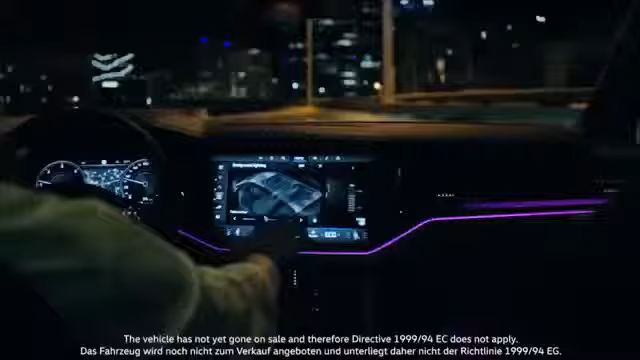 The vehicle has not yet gone on sale and therefore Directive 1999/94 EC does not apply.
Das Fahrzeug wird noch nicht zum Verkauf angeboten und unterliegt daher nicht der Richtlinie 1999/94 EG.